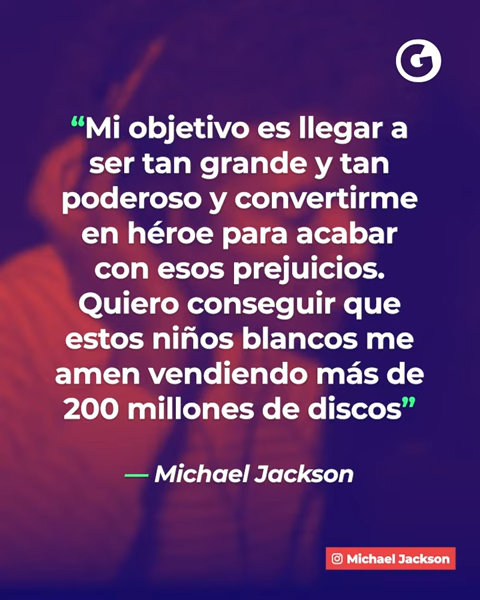 G
“Mi objetivo es llegar a
ser tan grande y tan
poderoso y convertirme
en héroe para acabar
con esos prejuicios.
Quiero conseguir que
estos niños blancos me
amen vendiendo más de
200 millones de discos”
— Michael Jackson
Michael Jackson